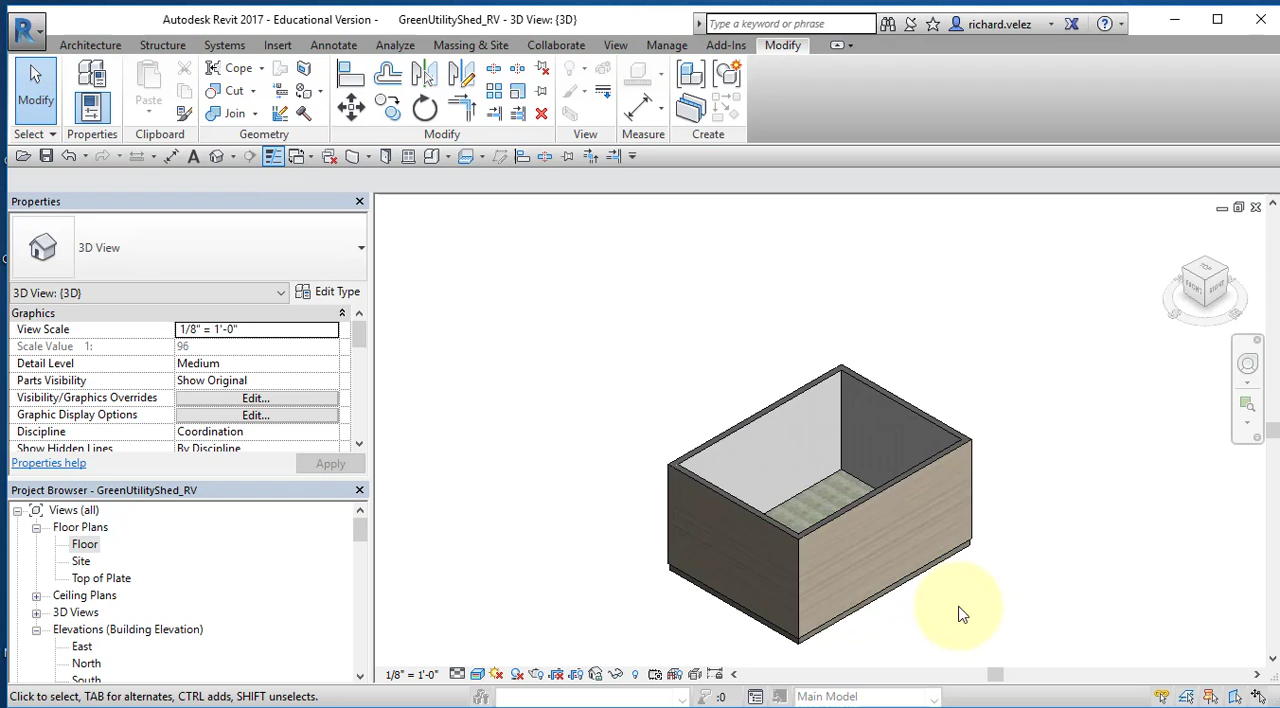 Autodesk Revit 2017 - Educational Version - GreenUtilityShed_RV - 3D View: {3D}
Type a keyword or phrase
richard.velez
Architecture Structure Systems Insert Annotate Analyze Massing & Site Collaborate View Manage Add-Ins Modify
Modify
Paste
Cope
Cut
Join
Select Properties Clipboard Geometry Modify View Measure Create
Properties
3D View
3D View: {3D} Edit Type
Graphics
View Scale 1/8" = 1'-0"
Scale Value 1: 96
Detail Level Medium
Parts Visibility Show Original
Visibility/Graphics Overrides Edit...
Graphic Display Options Edit...
Discipline Coordination
Show Hidden Lines By Discipline
Properties help Apply
Project Browser - GreenUtilityShed_RV
Views (all)
Floor Plans
Floor
Site
Top of Plate
Ceiling Plans
3D Views
Elevations (Building Elevation)
East
North
South
TOP
FRONT
RIGHT
1/8" = 1'-0"
Click to select, TAB for alternates, CTRL adds, SHIFT unselects.
:0
Main Model